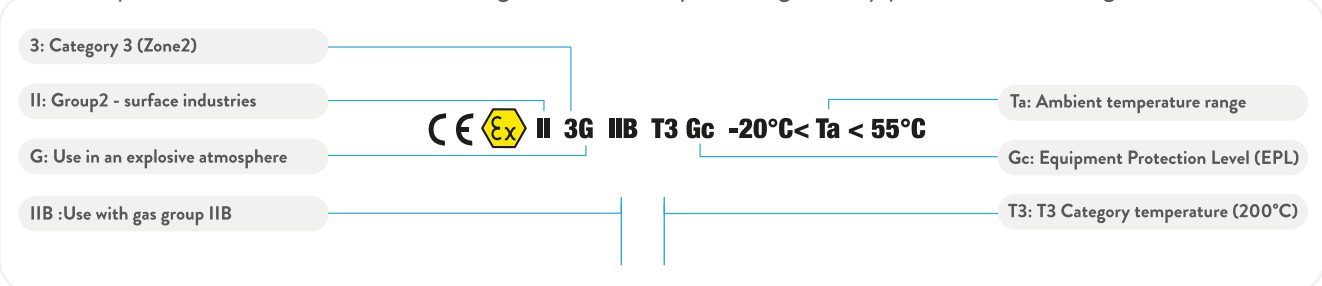 3: Category 3 (Zone2)
II: Group2 - surface industries
G: Use in an explosive atmosphere
IIB :Use with gas group IIB
CE Ex II 3G IIB T3 Gc -20°C< Ta < 55°C
Ta: Ambient temperature range
Gc: Equipment Protection Level (EPL)
T3: T3 Category temperature (200°C)